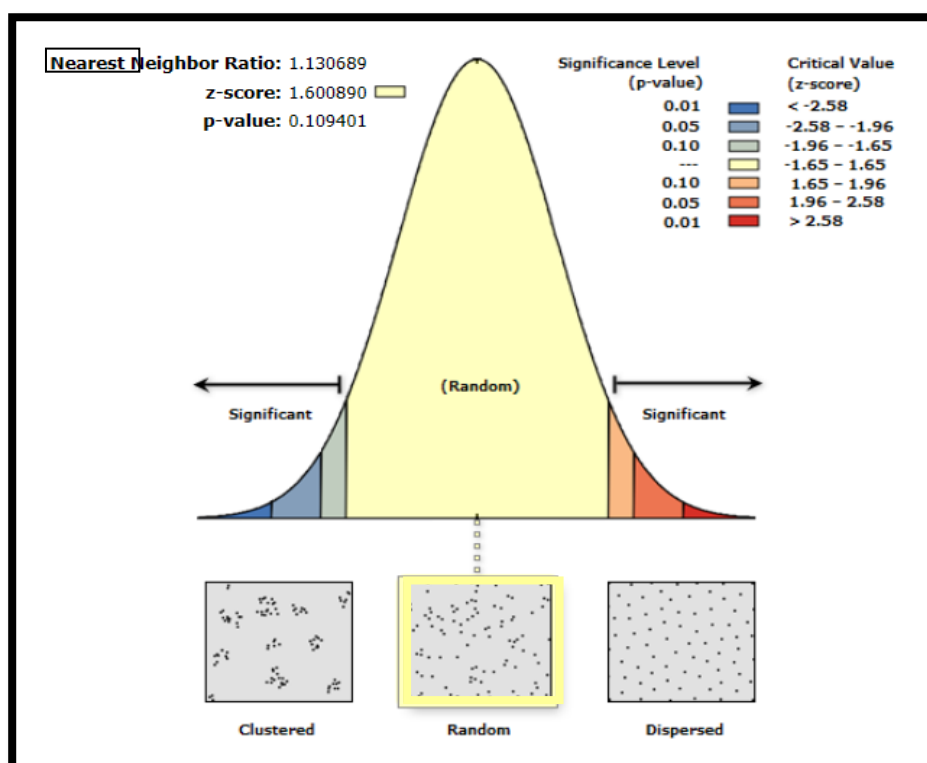 Nearest Neighbor Ratio: 1.130689
z-score: 1.600890
p-value: 0.109401
Significance Level
(p-value)
Critical Value
(z-score)
0.01 < -2.58
0.05 -2.58 – -1.96
0.10 -1.96 – -1.65
--- -1.65 – 1.65
0.10 1.65 – 1.96
0.05 1.96 – 2.58
0.01 > 2.58
(Random)
Significant
Significant
Clustered
Random
Dispersed